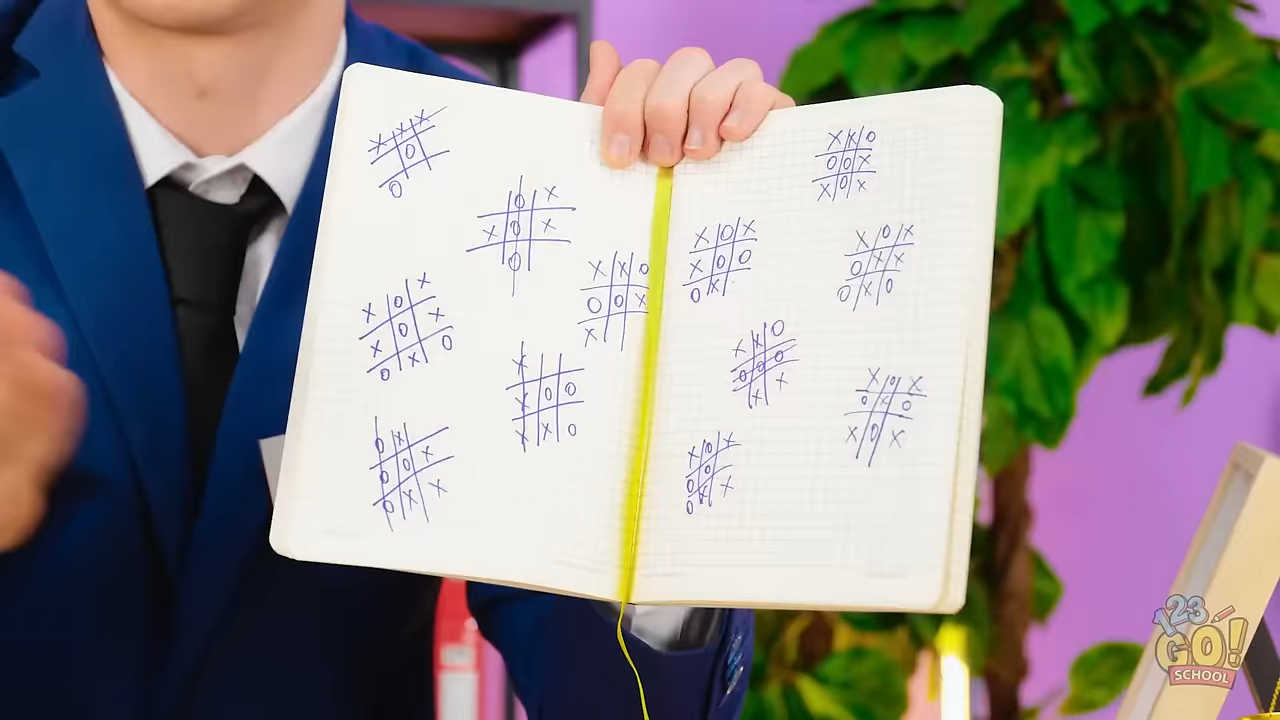 X X X
O
O
O X
X O X
O
X O X
X O X
X O
O X
X X O
O O X
X
X
X O O
X X O
O X
O O X
O X X
X X O
O O X
X O X
X O X
X O O
O X
X O X
O X X
O X O
X X O
O O O
X X
X O X
O X O
X O X
X O X
O O
O X X
123
GO!
SCHOOL